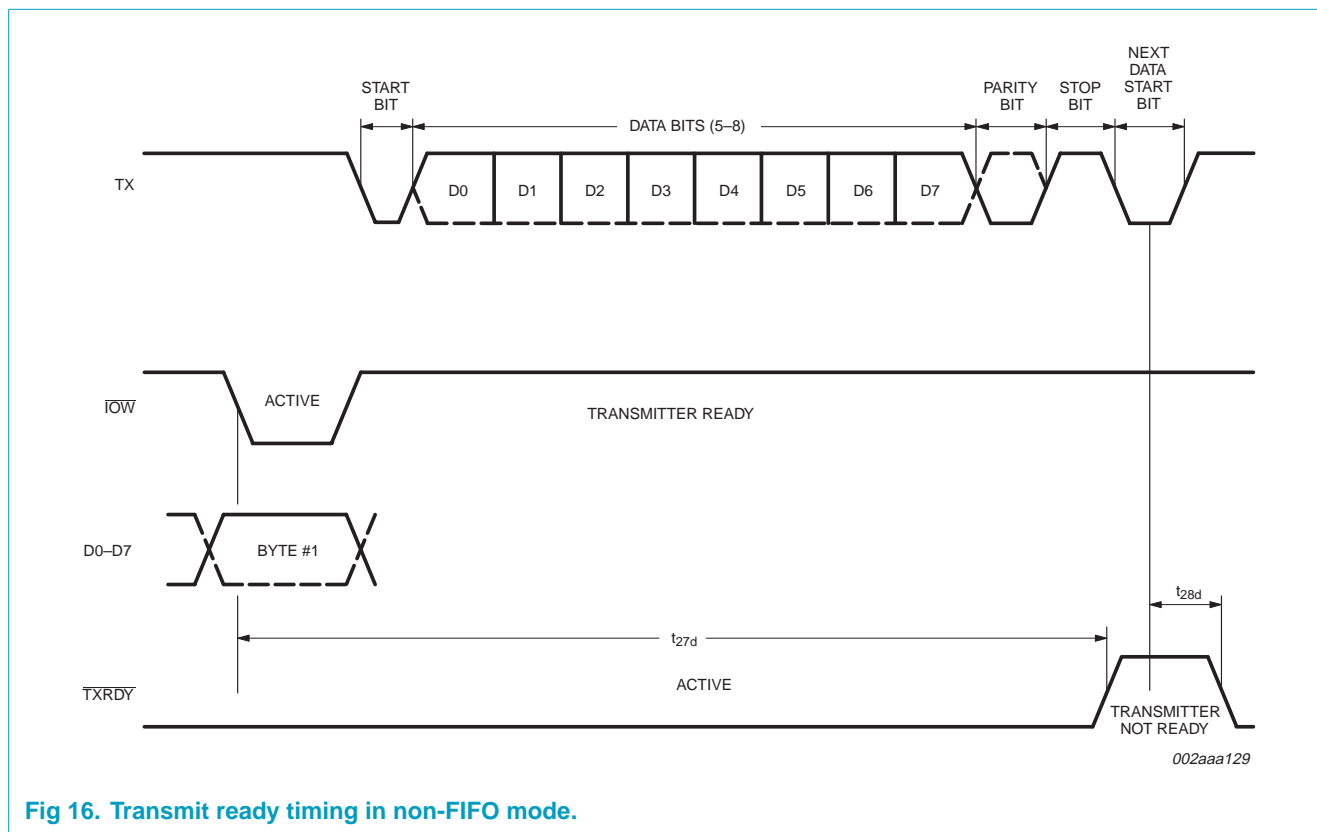 START
BIT
DATA BITS (5–8)
PARITY
BIT
STOP
BIT
NEXT
DATA
START
BIT
TX
D0
D1
D2
D3
D4
D5
D6
D7
IOW
ACTIVE
TRANSMITTER READY
D0–D7
BYTE #1
t28d
t27d
TXRDY
ACTIVE
TRANSMITTER
NOT READY
002aaa129
Fig 16. Transmit ready timing in non-FIFO mode.